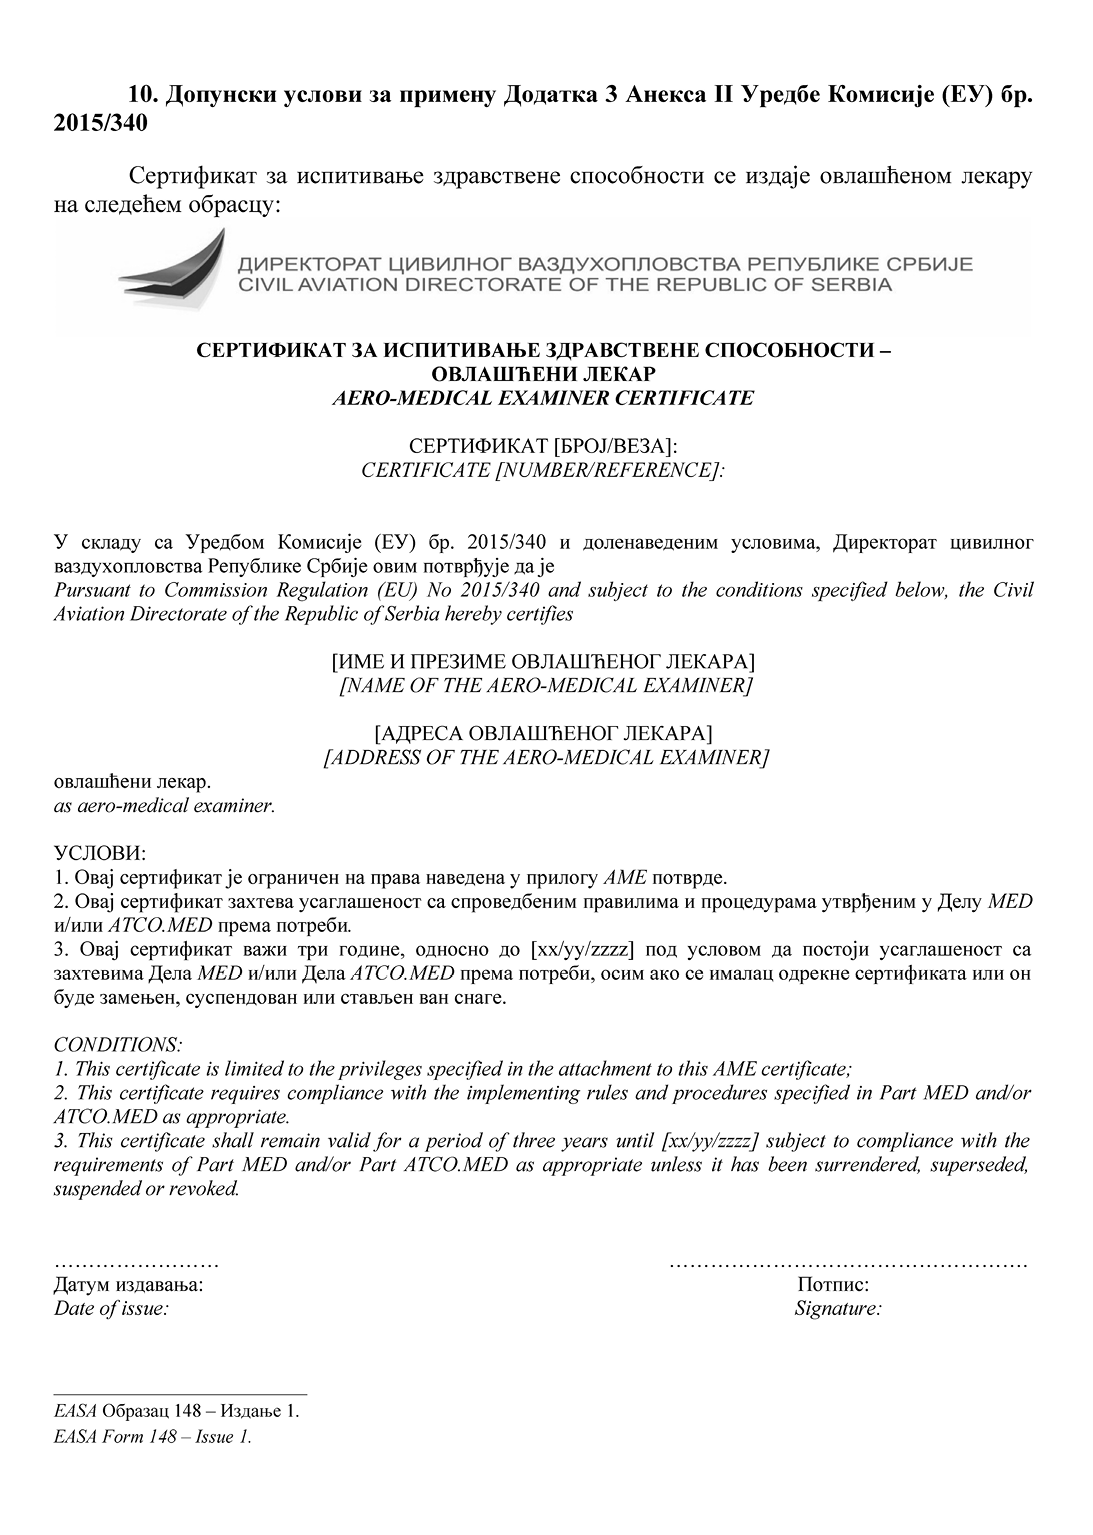 10. Допунски услови за примену Додатка 3 Анекса II Уредбе Комисије (ЕУ) бр.
2015/340
Сертификат за испитивање здравствене способности се издаје овлашћеном лекару
на следећем обрасцу:
ДИРЕКТОРАТ ЦИВИЛНОГ ВАЗДУХОПЛОВСТВА РЕПУБЛИКЕ СРБИЈЕ
CIVIL AVIATION DIRECTORATE OF THE REPUBLIC OF SERBIA
СЕРТИФИКАТ ЗА ИСПИТИВАЊЕ ЗДРАВСТВЕНЕ СПОСОБНОСТИ –
ОВЛАШЋЕНИ ЛЕКАР
AERO-MEDICAL EXAMINER CERTIFICATE
СЕРТИФИКАТ [БРОЈ/ВЕЗА]:
CERTIFICATE [NUMBER/REFERENCE]:
У складу са Уредбом Комисије (ЕУ) бр. 2015/340 и доленаведеним условима, Директорат цивилног
ваздухопловства Републике Србије овим потврђује да је
Pursuant to Commission Regulation (EU) No 2015/340 and subject to the conditions specified below, the Civil
Aviation Directorate of the Republic of Serbia hereby certifies
[ИМЕ И ПРЕЗИМЕ ОВЛАШЋЕНОГ ЛЕКАРА]
[NAME OF THE AERO-MEDICAL EXAMINER]
[АДРЕСА ОВЛАШЋЕНОГ ЛЕКАРА]
[ADDRESS OF THE AERO-MEDICAL EXAMINER]
овлашћени лекар.
as aero-medical examiner.
УСЛОВИ:
1. Овај сертификат је ограничен на права наведена у прилогу AME потврде.
2. Овај сертификат захтева усаглашеност са спроведбеним правилима и процедурама утврђеним у Делу MED
и/или ATCO.MED према потреби.
3. Овај сертификат важи три године, односно до [xx/yy/zzzz] под условом да постоји усаглашеност са
захтевима Дела MED и/или Дела ATCO.MED према потреби, осим ако се ималац одрекне сертификата или он
буде замењен, суспендован или стављен ван снаге.
CONDITIONS:
1. This certificate is limited to the privileges specified in the attachment to this AME certificate;
2. This certificate requires compliance with the implementing rules and procedures specified in Part MED and/or
ATCO.MED as appropriate.
3. This certificate shall remain valid for a period of three years until [xx/yy/zzzz] subject to compliance with the
requirements of Part MED and/or Part ATCO.MED as appropriate unless it has been surrendered, superseded,
suspended or revoked.
…………………… …………………………………………….
Датум издавања: Потпис:
Date of issue: Signature:
EASA Образац 148 – Издање 1.
EASA Form 148 – Issue 1.